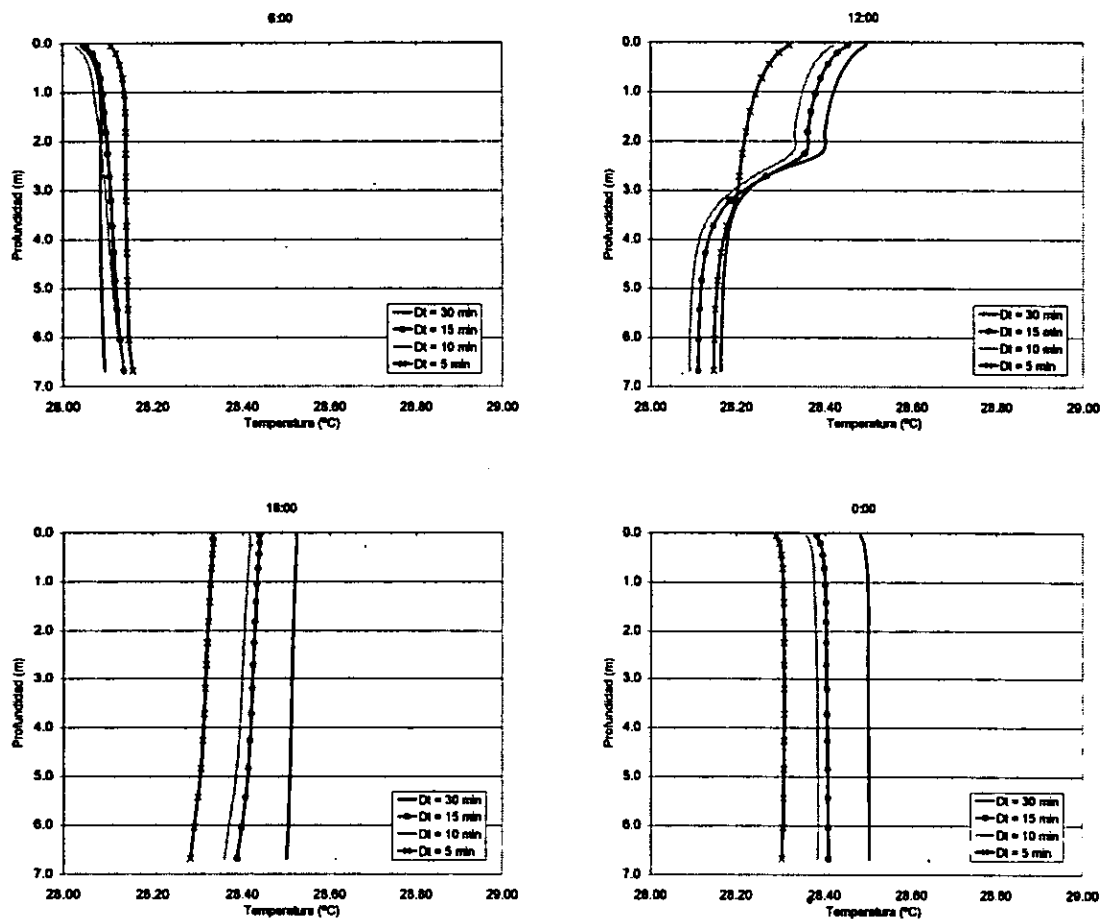 6:00
0.0
1.0
2.0
3.0
4.0
5.0
6.0
7.0
Profundidad (m)
Dt = 30 min
Dt = 15 min
Dt = 10 min
Dt = 5 min
28.00 28.20 28.40 28.60 28.80 29.00
Temperatura (ºC)
12:00
0.0
1.0
2.0
3.0
4.0
5.0
6.0
7.0
Profundidad (m)
Dt = 30 min
Dt = 15 min
Dt = 10 min
Dt = 5 min
28.00 28.20 28.40 28.60 28.80 29.00
Temperatura (ºC)
18:00
0.0
1.0
2.0
3.0
4.0
5.0
6.0
7.0
Profundidad (m)
Dt = 30 min
Dt = 15 min
Dt = 10 min
Dt = 5 min
28.00 28.20 28.40 28.60 28.80 29.00
Temperatura (ºC)
0:00
0.0
1.0
2.0
3.0
4.0
5.0
6.0
7.0
Profundidad (m)
Dt = 30 min
Dt = 15 min
Dt = 10 min
Dt = 5 min
28.00 28.20 28.40 28.60 28.80 29.00
Temperatura (ºC)